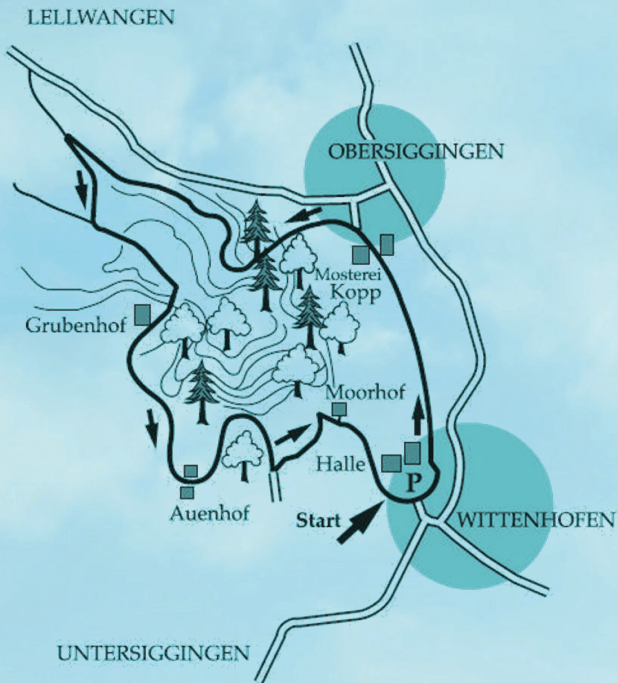 LELLWANGEN
OBERSIGGINGEN
Mosterei
Kopp
Grubenhof
Moorhof
Halle
P
Auenhof
Start
WITTENHOFEN
UNTERSIGGINGEN